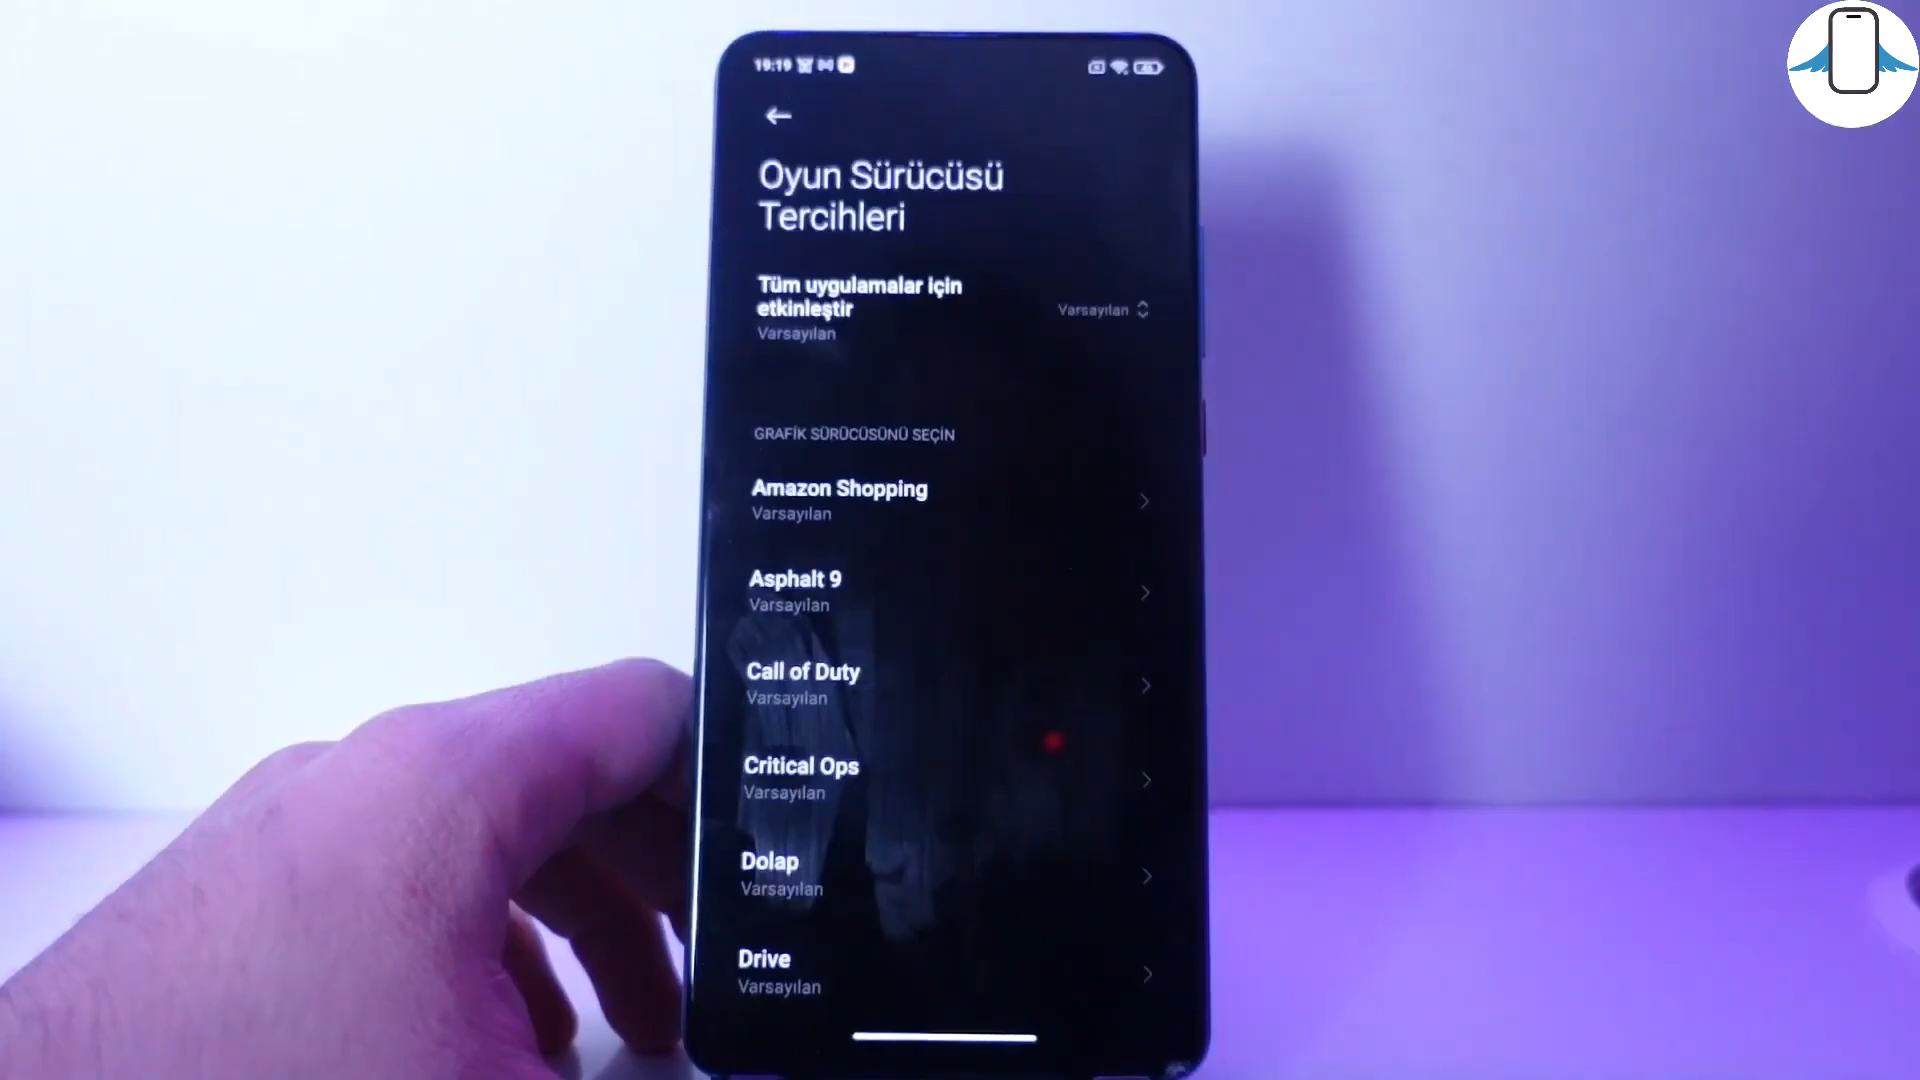 19:19
Oyun Sürücüsü
Tercihleri
Tüm uygulamalar için
etkinleştir
Varsayılan
Varsayılan
GRAFİK SÜRÜCÜSÜNÜ SEÇİN
Amazon Shopping
Varsayılan
Asphalt 9
Varsayılan
Call of Duty
Varsayılan
Critical Ops
Varsayılan
Dolap
Varsayılan
Drive
Varsayılan